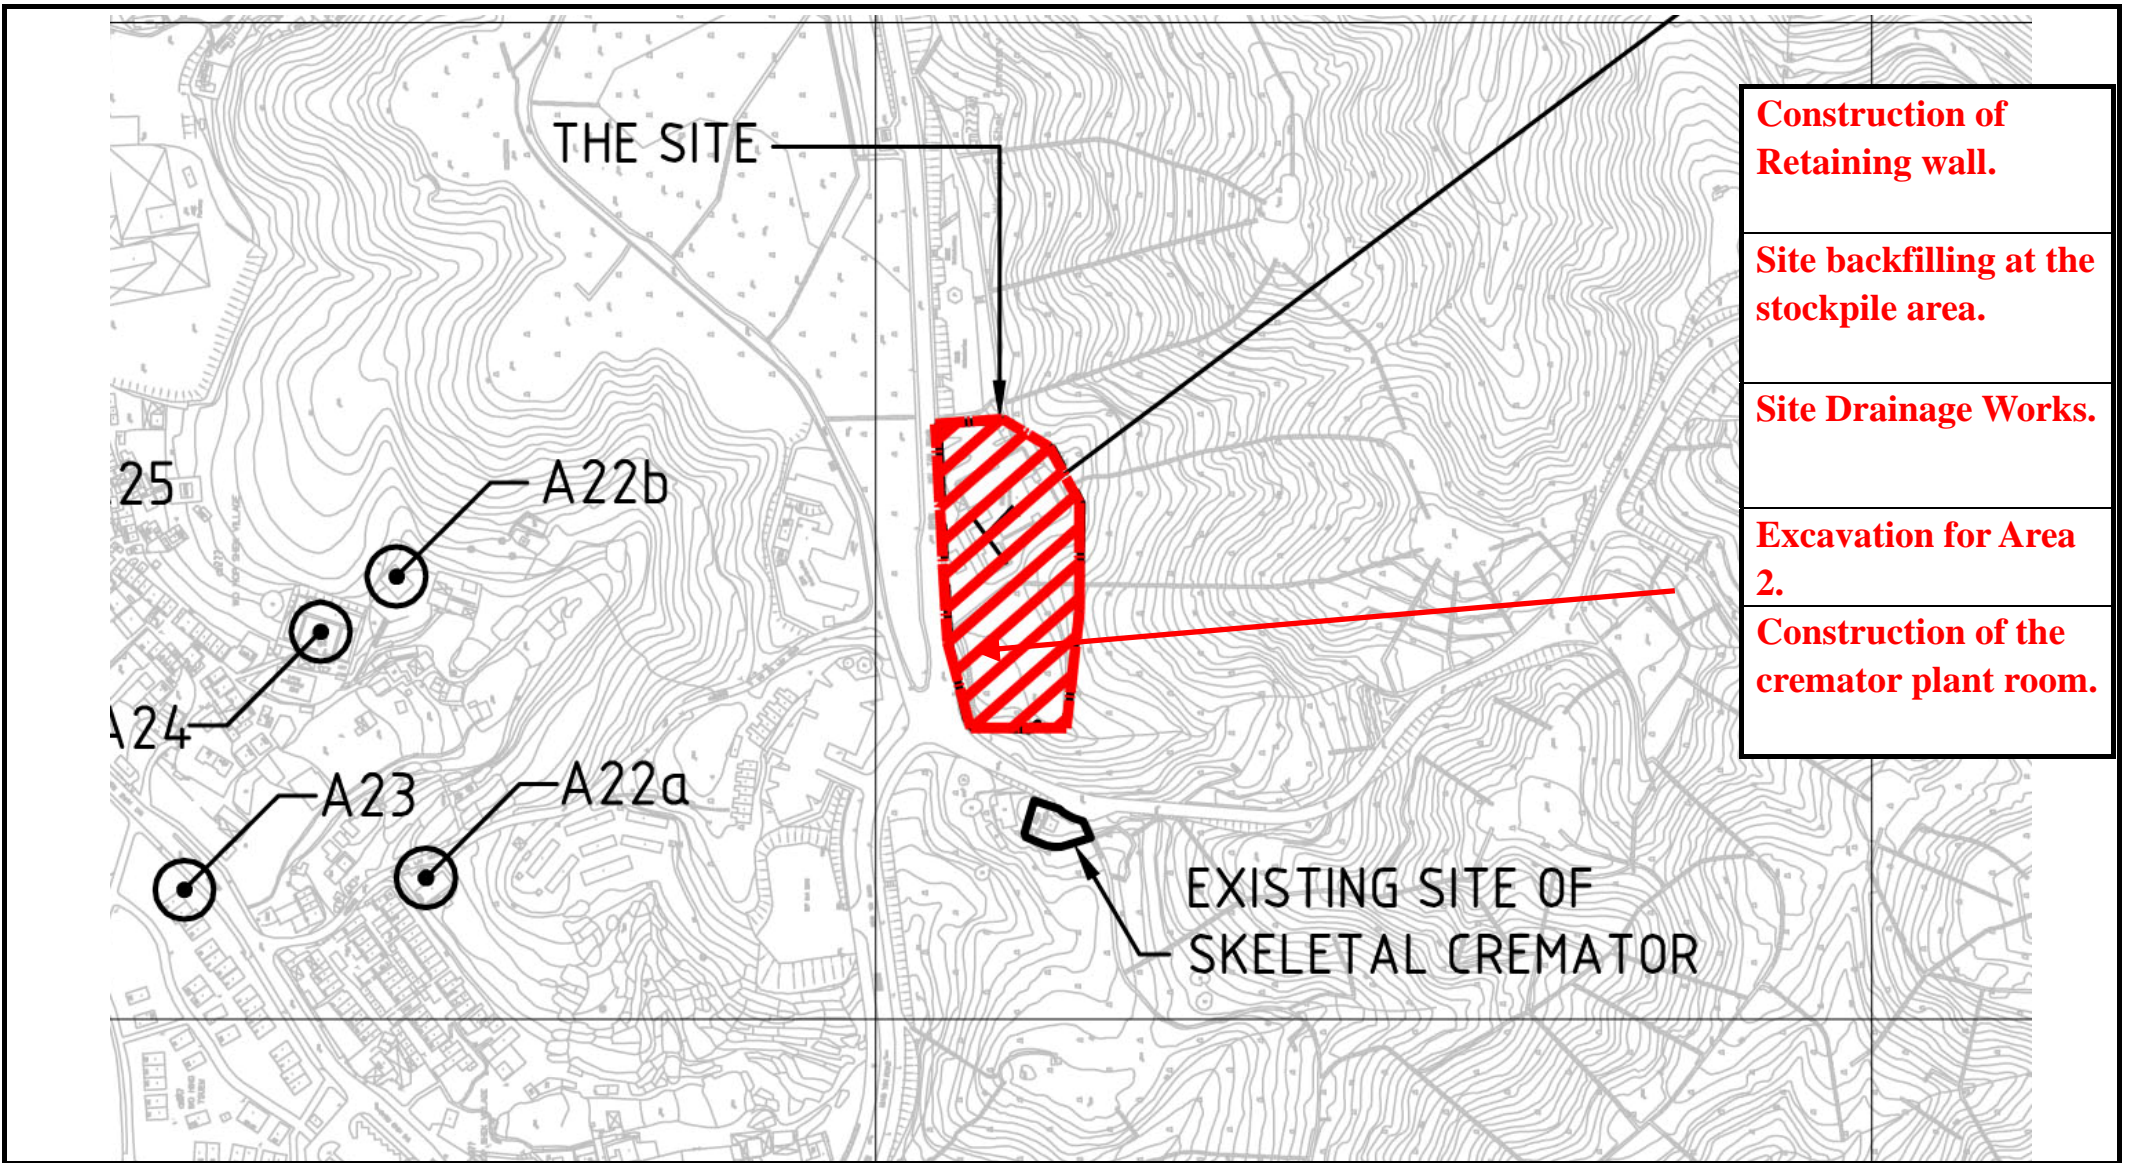 THE SITE
Construction of
Retaining wall.
Site backfilling at the
stockpile area.
Site Drainage Works.
Excavation for Area
2.
Construction of the
cremator plant room.
25
A22b
A24
A23
A22a
EXISTING SITE OF
SKELETAL CREMATOR